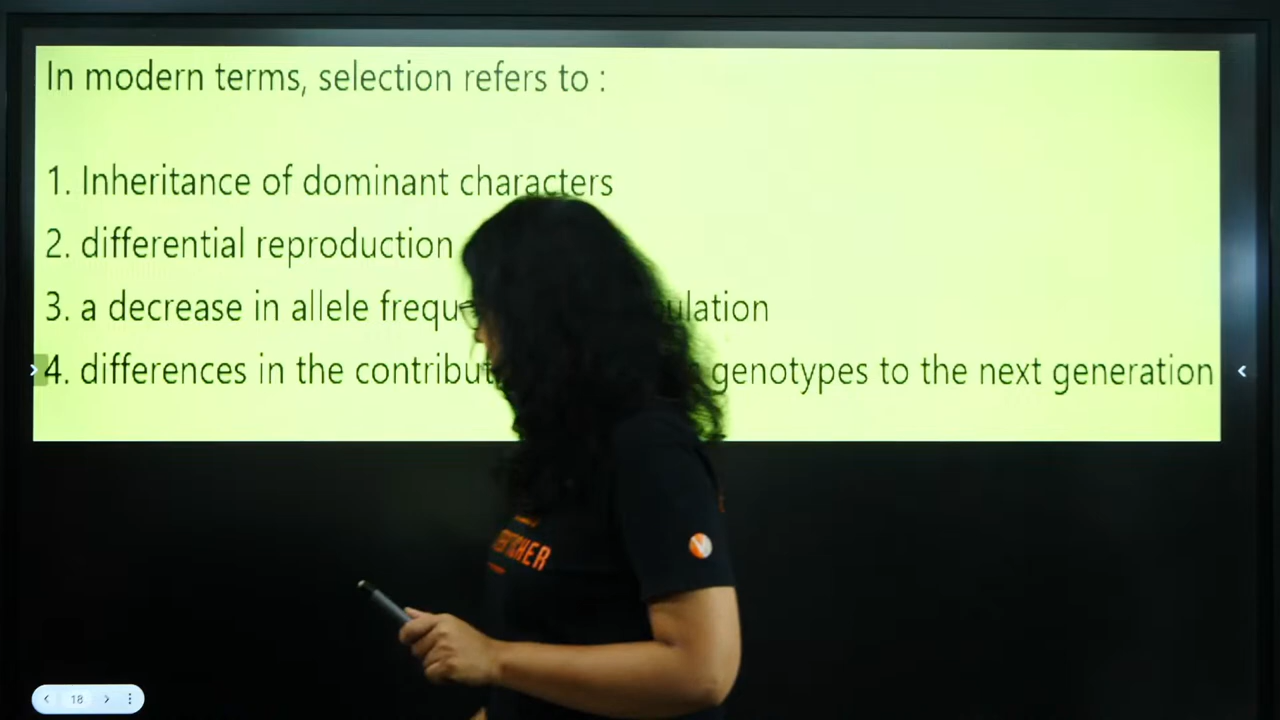 In modern terms, selection refers to :
1. Inheritance of dominant characters
2. differential reproduction
3. a decrease in allele frequ ulation
4. differences in the contribut genotypes to the next generation
18